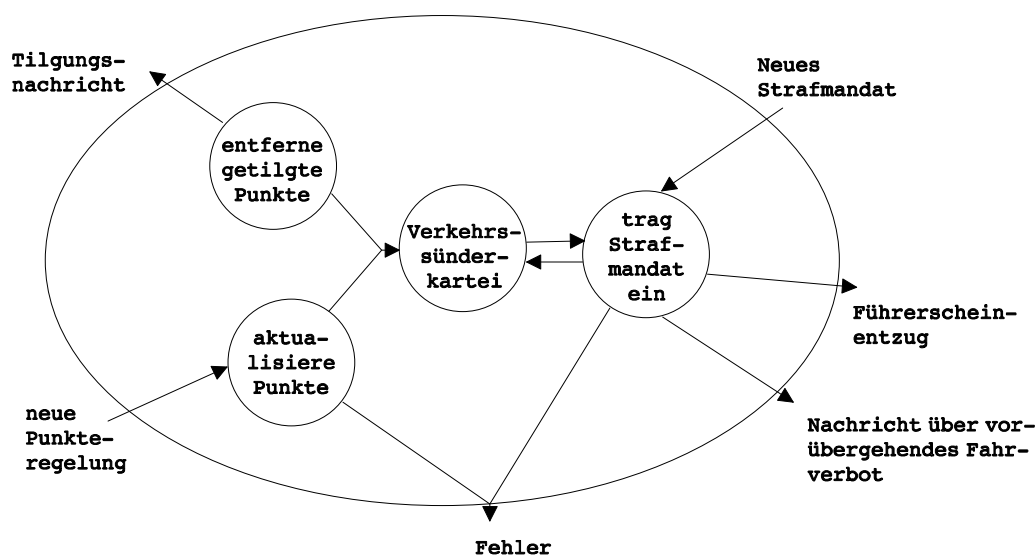 Tilgungs-
nachricht
Neues
Strafmandat
entferne
getilgte
Punkte
Verkehrs-
sünder-
kartei
trag
Straf-
mandat
ein
Führerschein-
entzug
aktua-
lisiere
Punkte
neue
Punkte-
regelung
Nachricht über vor-
übergehendes Fahr-
verbot
Fehler